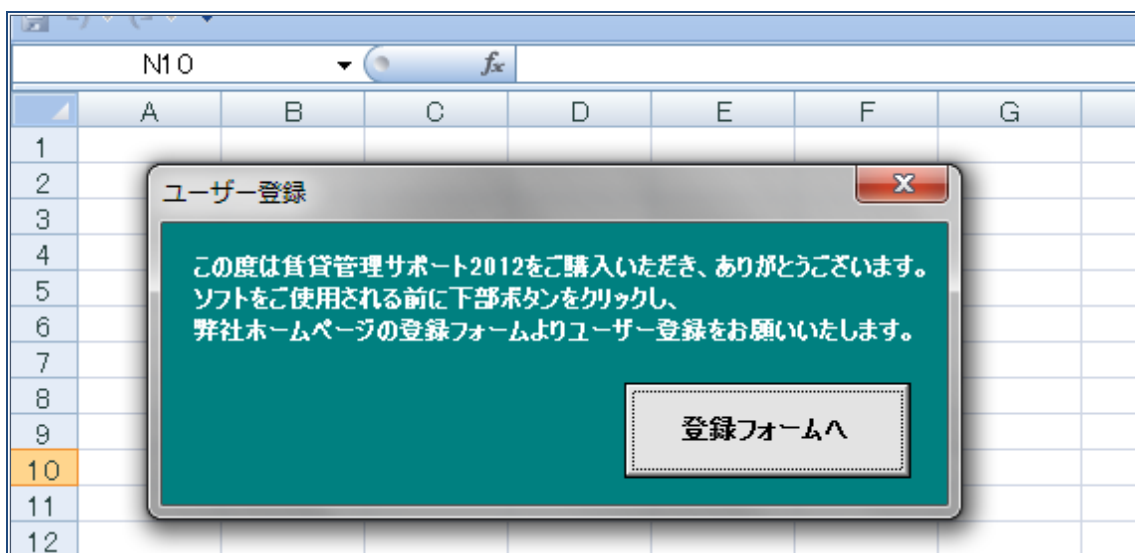 N10
fx
A B C D E F G
1
2
3
4
5
6
7
8
9
10
11
12
ユーザー登録
X
この度は賃貸管理サポート2012をご購入いただき、ありがとうございます。
ソフトをご使用される前に下部ボタンをクリックし、
弊社ホームページの登録フォームよりユーザー登録をお願いいたします。
登録フォームへ